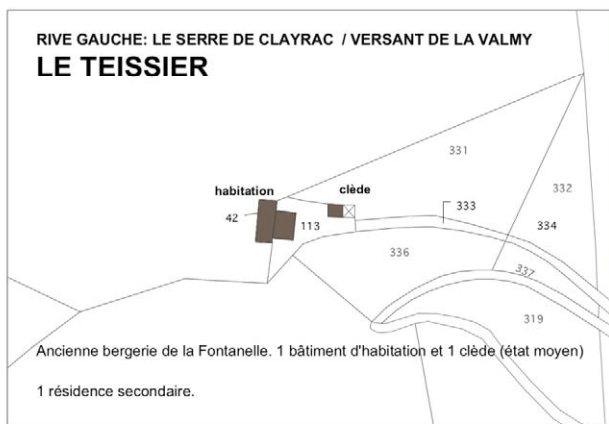 RIVE GAUCHE: LE SERRE DE CLAYRAC / VERSANT DE LA VALMY
LE TEISSIER
331
habitation
clède
332
42
113
333
334
336
337
319
Ancienne bergerie de la Fontanelle. 1 bâtiment d'habitation et 1 clède (état moyen)
1 résidence secondaire.